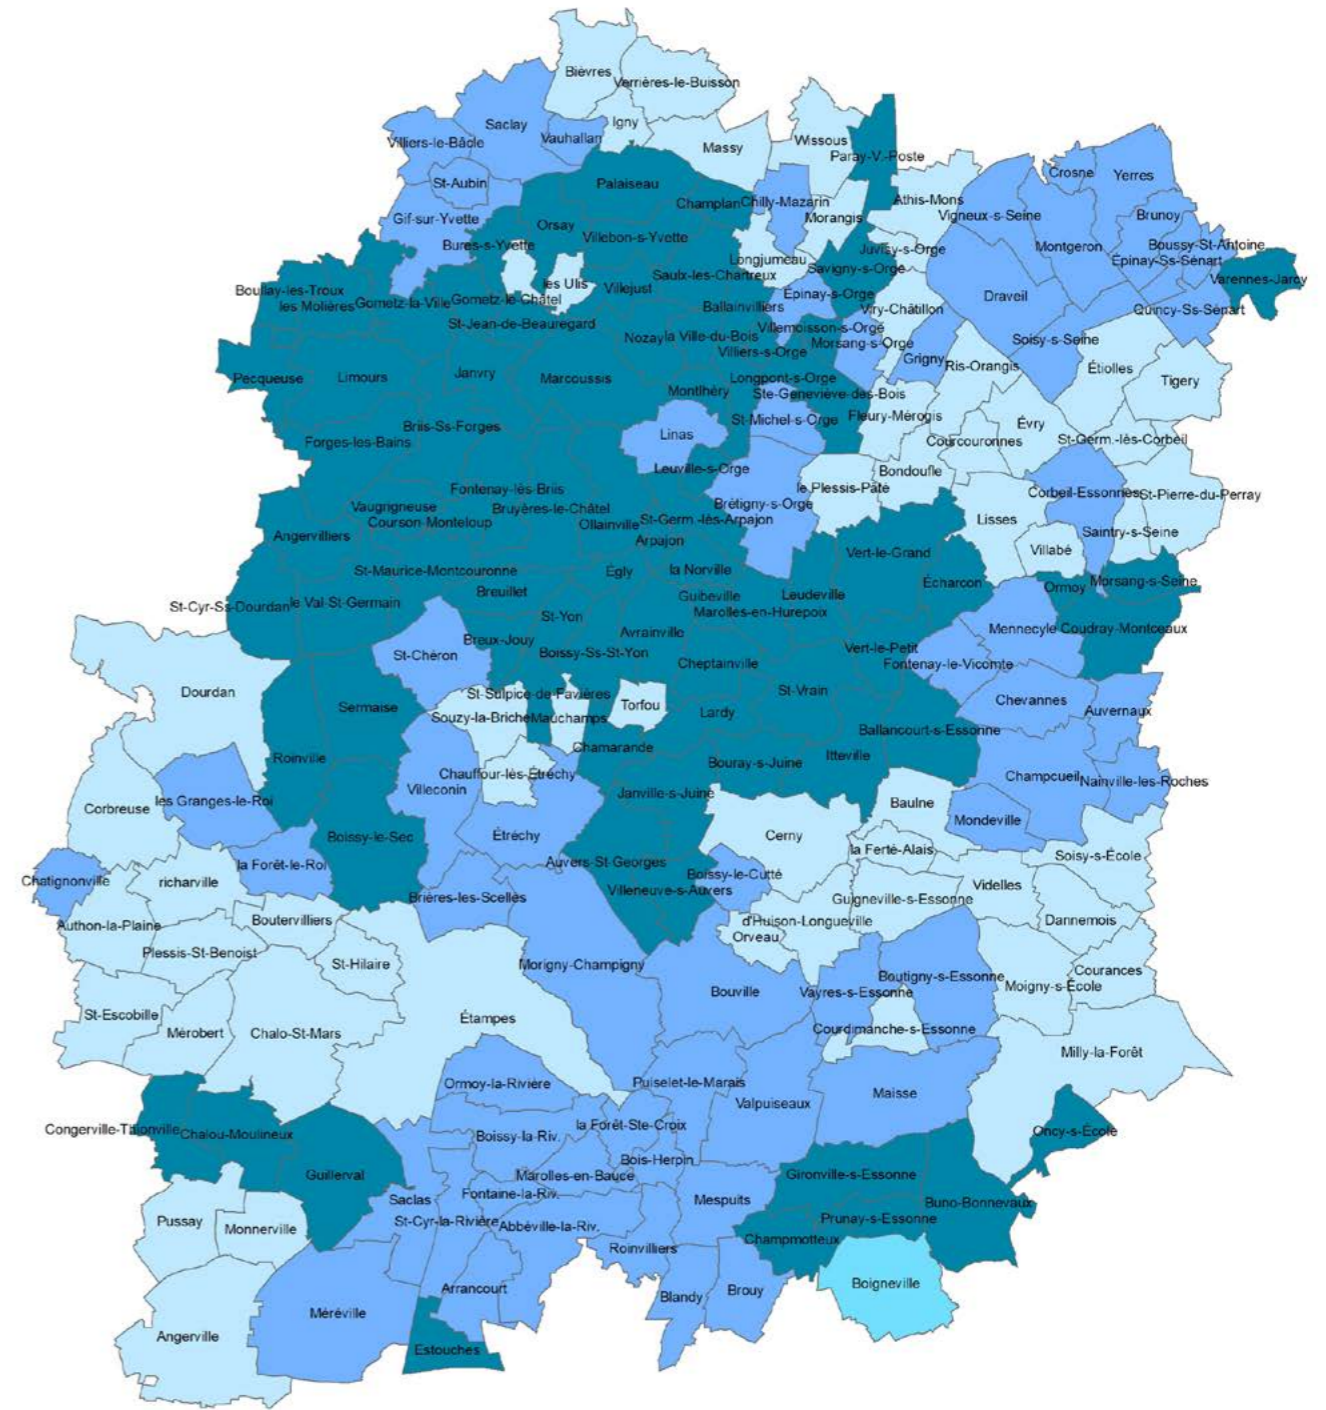 Bièvres
Verrières-le-Buisson
Igny
Saclay
Vauhallan
Villiers-le-Bâcle
Massy
Wissous
Paray-V.-Poste
St-Aubin
Palaiseau
Champlan
Chilly-Mazarin
Athis-Mons
Crosne
Yerres
Gif-sur-Yvette
Orsay
Morangis
Vigneux-s-Seine
Brunoy
Villebon-s-Yvette
Bures-s-Yvette
Juvisy-s-Orge
Montgeron
Boussy-St-Antoine
Longjumeau
Épinay-Ss-Sénart
Saulx-les-Chartreux
Savigny-s-Orge
Varennes-Jarcy
les Ulis
Villejust
Boullay-les-Troux
les Molières
Gometz-la-Ville
Gometz-le-Châtel
Ballainvilliers
Épinay-s-Orge
Draveil
Viry-Châtillon
Quincy-Ss-Sénart
St-Jean-de-Beauregard
Nozay
la Ville-du-Bois
Villemoisson-s-Orge
Morsang-s-Orge
Soisy-s-Seine
Villiers-s-Orge
Grigny
Ris-Orangis
Étiolles
Pecqueuse
Limours
Janvry
Marcoussis
Longpont-s-Orge
Tigery
Montlhéry
Ste-Geneviève-des-Bois
Briis-Ss-Forges
Linas
St-Michel-s-Orge
Fleury-Mérogis
Évry
Forges-les-Bains
Courcouronnes
St-Germ.-lès-Corbeil
Leuville-s-Orge
Bondoufle
Fontenay-lès-Briis
le Plessis-Pâté
Corbeil-Essonnes
St-Pierre-du-Perray
Vaugrigneuse
Bruyères-le-Châtel
Brétigny-s-Orge
Courson-Monteloup
Ollainville
St-Germ.-lés-Arpajon
Lisses
Angervilliers
Arpajon
Saintry-s-Seine
Vert-le-Grand
Villabé
St-Maurice-Montcouronne
Égly
la Norville
Écharcon
Morsang-s-Seine
Ormoy
Breuillet
Guibeville
Leudeville
St-Cyr-Ss-Dourdan
le Val-St-Germain
St-Yon
Marolles-en-Hurepoix
Breux-Jouy
Avrainville
Mennecy
le Coudray-Montceaux
St-Chéron
Boissy-Ss-St-Yon
Cheptainville
Vert-le-Petit
Fontenay-le-Vicomte
Dourdan
St-Sulpice-de-Favières
St-Vrain
Sermaise
Souzy-la-Briche
Mauchamps
Torfou
Lardy
Chevannes
Auvernaux
Ballancourt-s-Essonne
Roinville
Chamarande
Bouray-s-Juine
Itteville
Chauffour-lès-Étréchy
Champcueil
Nainville-les-Roches
Corbreuse
les Granges-le-Roi
Villeconin
Janville-s-Juine
Baulne
Boissy-le-Sec
Étréchy
Cerny
Mondeville
la Ferté-Alais
Soisy-s-École
la Forêt-le-Roi
Auvers-St-Georges
Chatignonville
richarville
Boissy-le-Cutté
Villeneuve-s-Auvers
Videlles
Brières-les-Scellès
Guigneville-s-Essonne
Authon-la-Plaine
Boutervilliers
d'Huison-Longueville
Dannemois
Orveau
Plessis-St-Benoist
St-Hilaire
Morigny-Champigny
Courances
Boutigny-s-Essonne
Moigny-s-École
Bouville
Vayres-s-Essonne
St-Escobille
Mérobert
Chalo-St-Mars
Étampes
Courdimanche-s-Essonne
Milly-la-Forêt
Ormoy-la-Rivière
Puiselet-le-Marais
Maisse
Valpuiseaux
Congerville-Thionville
Chalou-Moulineux
Boissy-la-Riv.
la Forêt-Ste-Croix
Oncy-s-École
Guillerval
Marolles-en-Bauce
Bois-Herpin
Gironville-s-Essonne
Saclas
Fontaine-la-Riv.
Mespuits
Buno-Bonnevaux
Pussay
Monnerville
St-Cyr-la-Rivière
Abbéville-la-Riv.
Prunay-s-Essonne
Champmotteux
Roinvilliers
Arrancourt
Blandy
Brouy
Boigneville
Méréville
Angerville
Estouches